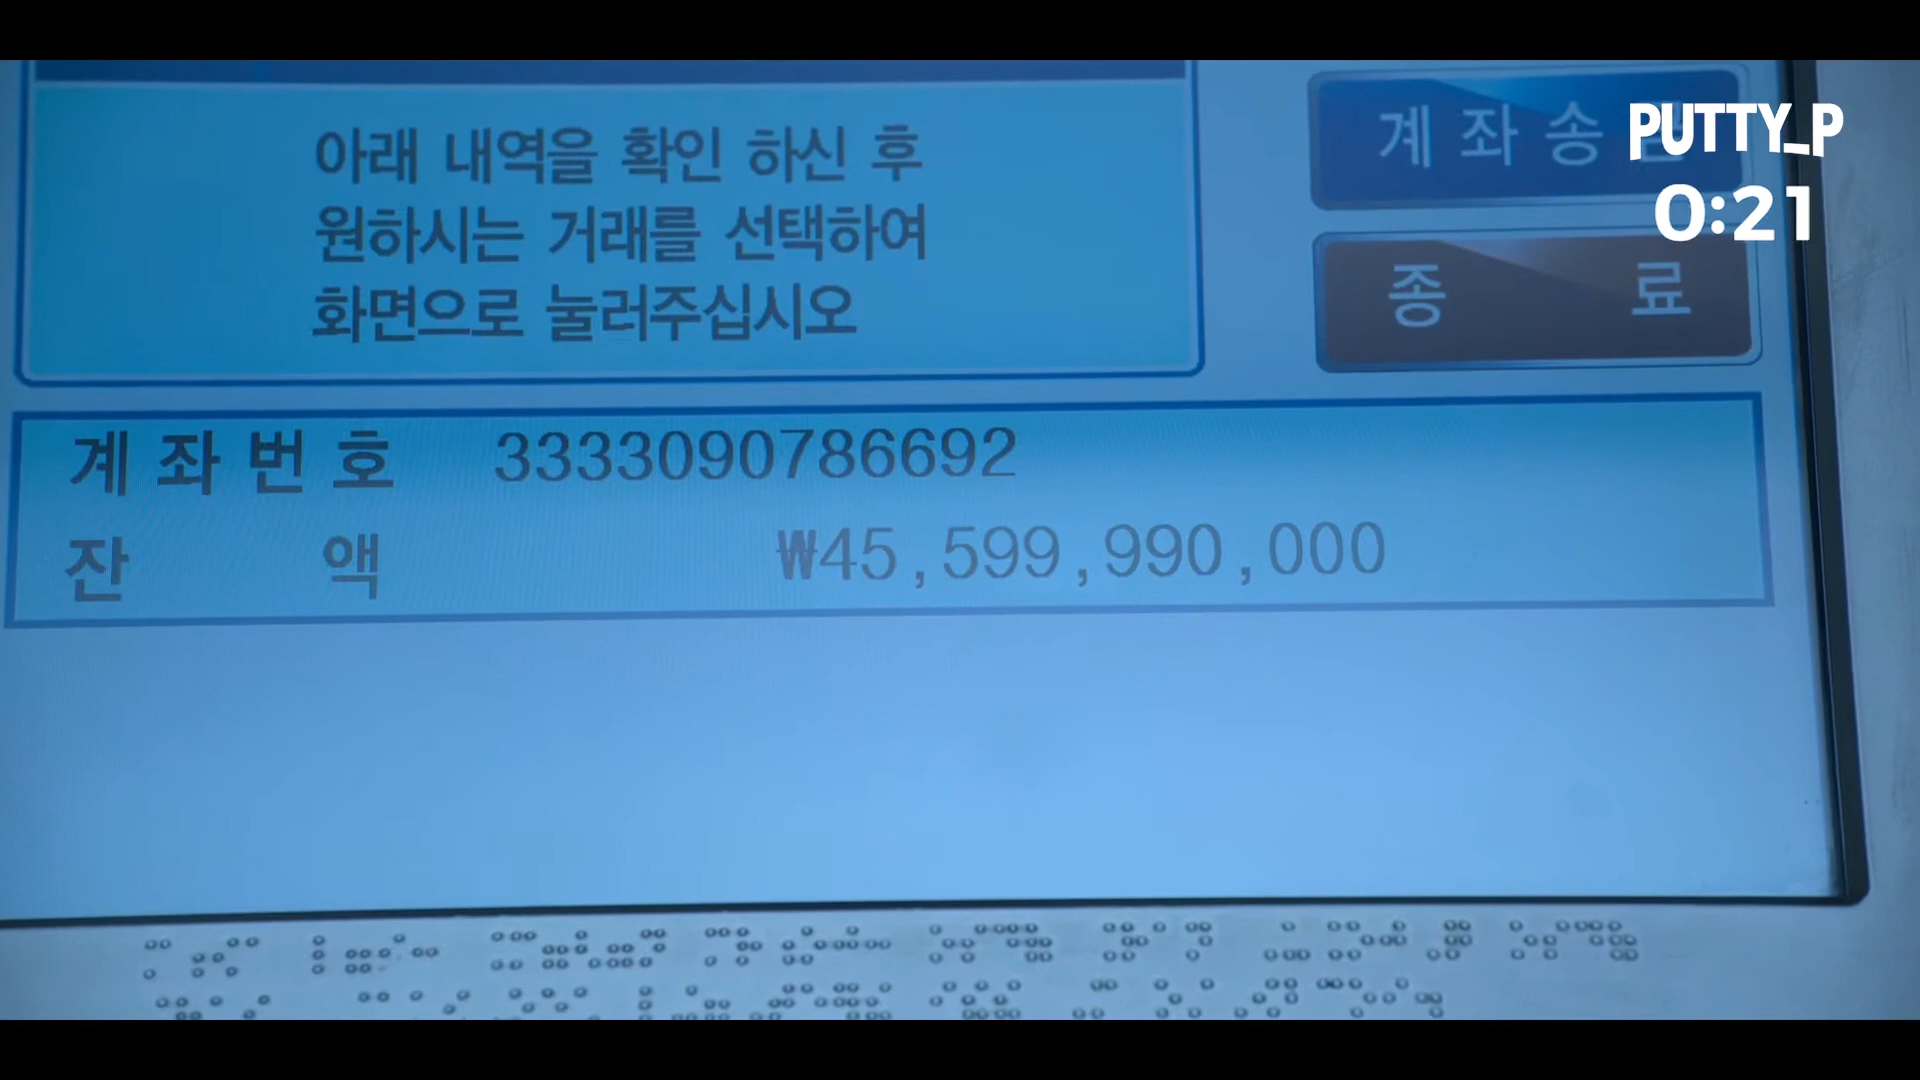 아래 내역을 확인 하신 후
원하시는 거래를 선택하여
화면으로 눌러주십시오
계좌송
종 료
PUTTY_P
0:21
계좌번호 3333090786692
잔 액 ₩45,599,990,000